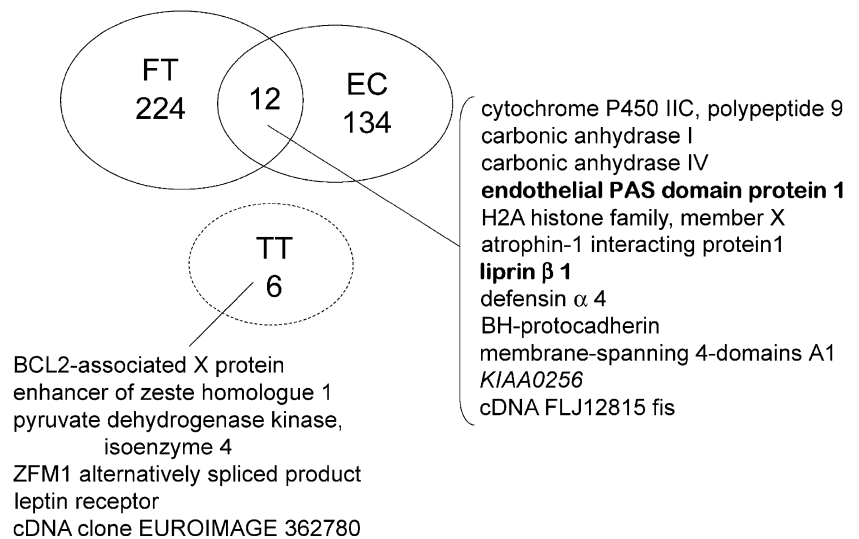 FT
224
12
EC
134
cytochrome P450 IIC, polypeptide 9
carbonic anhydrase I
carbonic anhydrase IV
endothelial PAS domain protein 1
H2A histone family, member X
atrophin-1 interacting protein1
liprin β 1
defensin α 4
BH-protocadherin
membrane-spanning 4-domains A1
KIAA0256
cDNA FLJ12815 fis
TT
6
BCL2-associated X protein
enhancer of zeste homologue 1
pyruvate dehydrogenase kinase,
isoenzyme 4
ZFM1 alternatively spliced product
leptin receptor
cDNA clone EUROIMAGE 362780